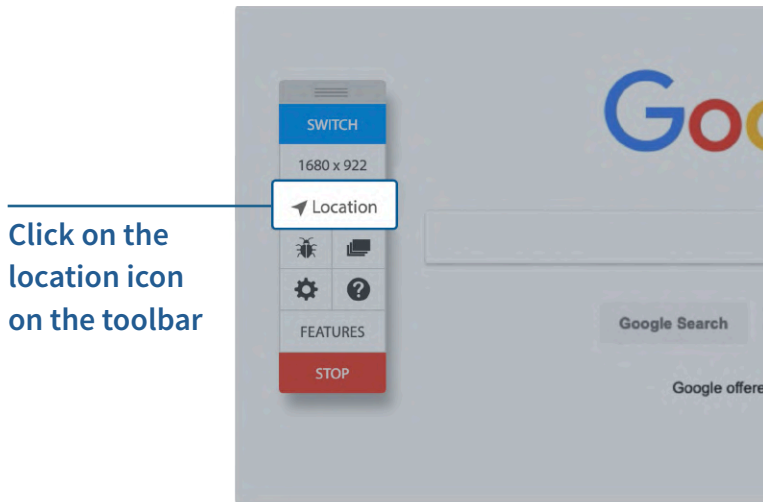 Goo
SWITCH
1680 x 922
Location
Click on the
location icon
on the toolbar
FEATURES
Google Search
STOP
Google offere